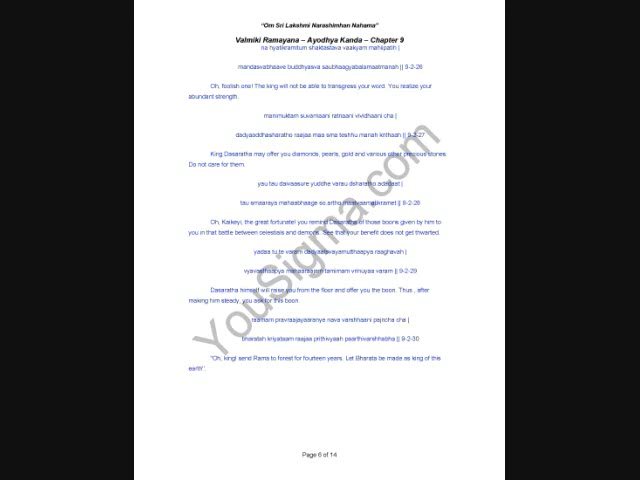 "Om Sri Lakshmi Narashimhan Nahama"
Valmiki Ramayana – Ayodhya Kanda – Chapter 9
na hyatikramitum shaktastava vaakyam mahiipatih |
mandasvabhaave buddhyasva saubhaagyabalamaatmanah || 9-2-26
Oh, foolish one! The king will not be able to transgress your word. You realize your
abundant strength.
manimuktam suvarnaani ratnaani vividhaani cha |
dadyaaddhasharatho raajaa maa sma teshhu manah krithaah || 9-2-27
King Dasaratha may offer you diamonds, pearls, gold and various other precious stones.
Do not care for them.
yau tau daivaasure yuddhe varau dsharatho adadaat |
tau smaaraya mahaabhaage so artho
9-2-28
Oh, Kaikeyi, the great fortunate! you remind Dasaratha of those boons given by him to
you in that battle between celestials and demons. See that your benefit does not get thwarted.
yadaa tu te varam
raaghavah |
vyavasthaapya mahaaraajam tamimam vrinuyaa varam || 9-2-29
Dasaratha himself will raise you from the floor and offer you the boon. Thus , after
making him steady, you ask for this boon.
raamam pravraajayaaranye nava varshhaani pajncha cha |
bharatah kriyataam raajaa prithivyaah paarthivarshhabha || 9-2-30
"Oh, king! send Rama to forest for fourteen years. Let Bharata be made as king of this
earth".
YouSigma.com
Page 6 of 14